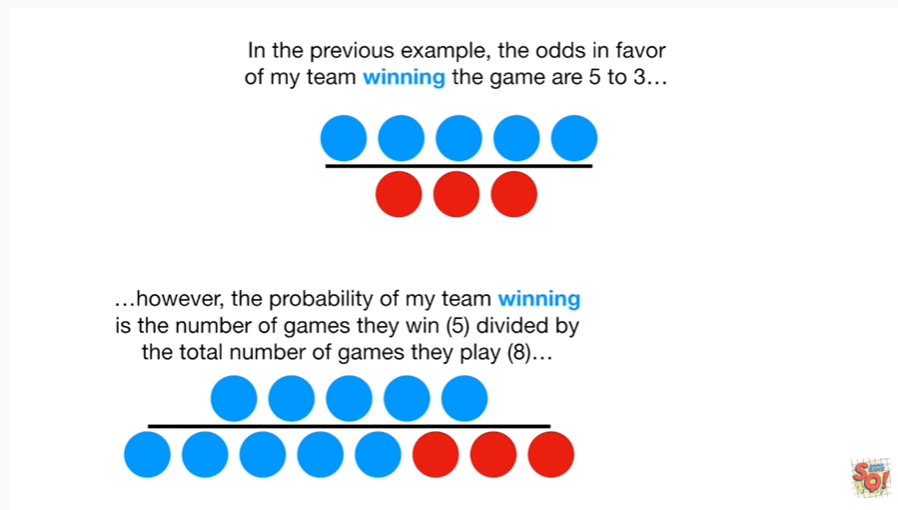 In the previous example, the odds in favor
of my team winning the game are 5 to 3…
…however, the probability of my team winning
is the number of games they win (5) divided by
the total number of games they play (8)…
SQ!